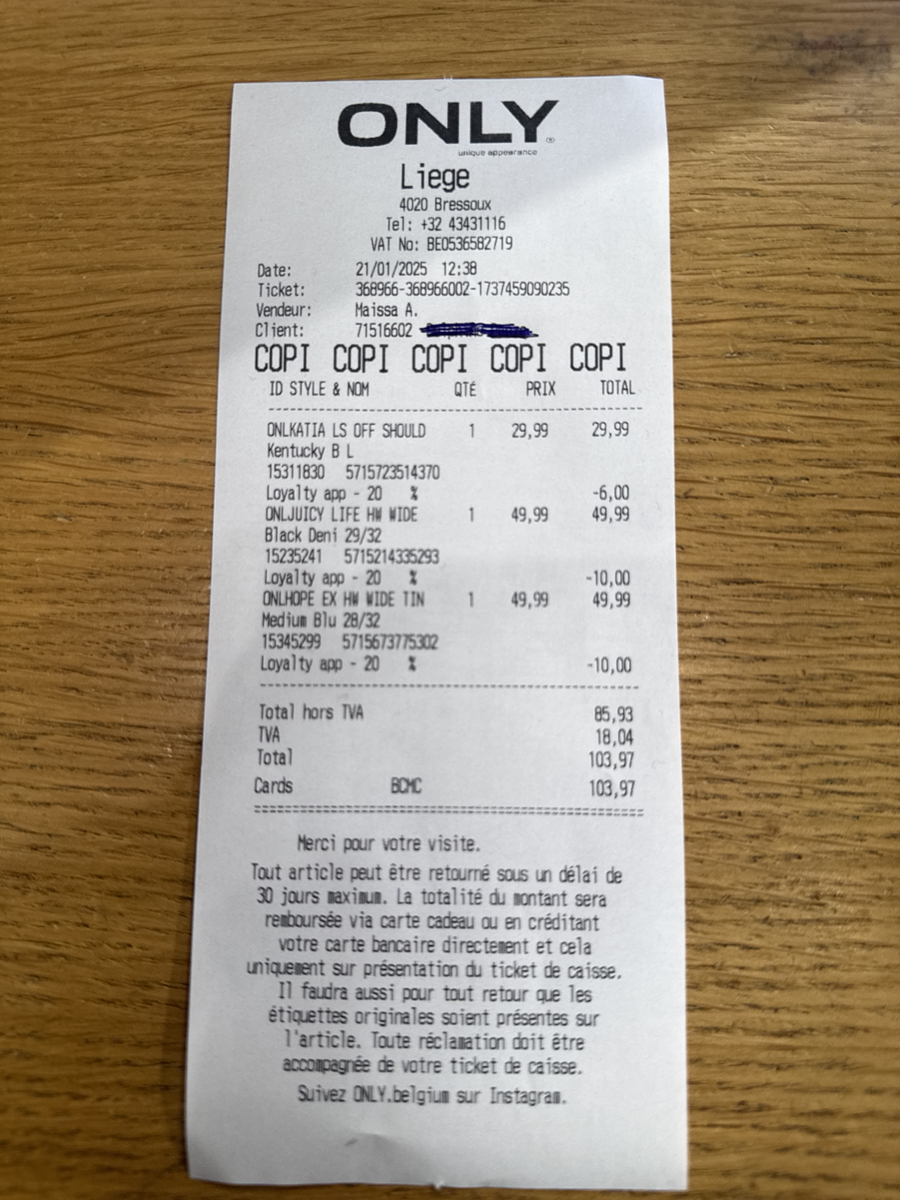 ONLY
unique appearance
Liege
4020 Bressoux
Tel: +32 43431116
VAT No: BE0536582719
Date: 21/01/2025 12:38
Ticket: 368966-368966002-1737459090235
Vendeur: Maissa A.
Client: 71516602
COPI COPI COPI COPI COPI
ID STYLE & NOM QTÉ PRIX TOTAL
ONLKATIA LS OFF SHOULD 1 29,99 29,99
Kentucky B L
15311830 5715723514370
Loyalty app - 20 % -6,00
ONLJUICY LIFE HW WIDE 1 49,99 49,99
Black Deni 29/32
15235241 5715214335293
Loyalty app - 20 % -10,00
ONLHOPE EX HW WIDE TIN 1 49,99 49,99
Medium Blu 28/32
15345299 5715673775302
Loyalty app - 20 % -10,00
Total hors TVA 85,93
TVA 18,04
Total 103,97
Cards BCMC 103,97
Merci pour votre visite.
Tout article peut être retourné sous un délai de
30 jours maximum. La totalité du montant sera
remboursée via carte cadeau ou en créditant
votre carte bancaire directement et cela
uniquement sur présentation du ticket de caisse.
Il faudra aussi pour tout retour que les
étiquettes originales soient présentes sur
l'article. Toute réclamation doit être
accompagnée de votre ticket de caisse.
Suivez ONLY.belgium sur Instagram.